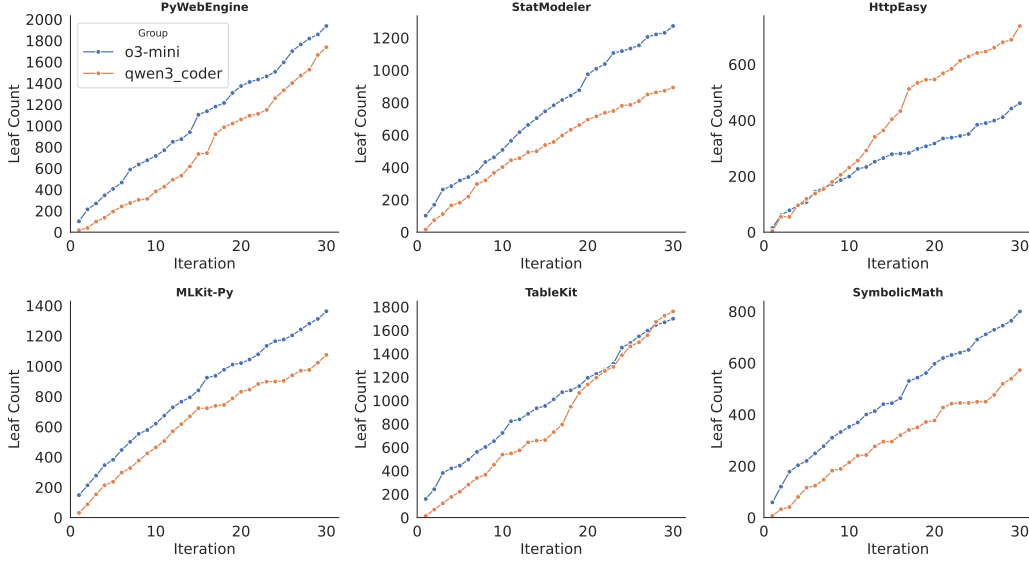 PyWebEngine
Leaf Count
2000
1800
1600
1400
1200
1000
800
600
400
200
0
Group
o3-mini
qwen3_coder
0 10 20 30
Iteration
StatModeler
Leaf Count
1200
1000
800
600
400
200
0
0 10 20 30
Iteration
HttpEasy
Leaf Count
600
400
200
0
0 10 20 30
Iteration
MLKit-Py
Leaf Count
1400
1200
1000
800
600
400
200
0
0 10 20 30
Iteration
TableKit
Leaf Count
1800
1600
1400
1200
1000
800
600
400
200
0
0 10 20 30
Iteration
SymbolicMath
Leaf Count
800
600
400
200
0
0 10 20 30
Iteration